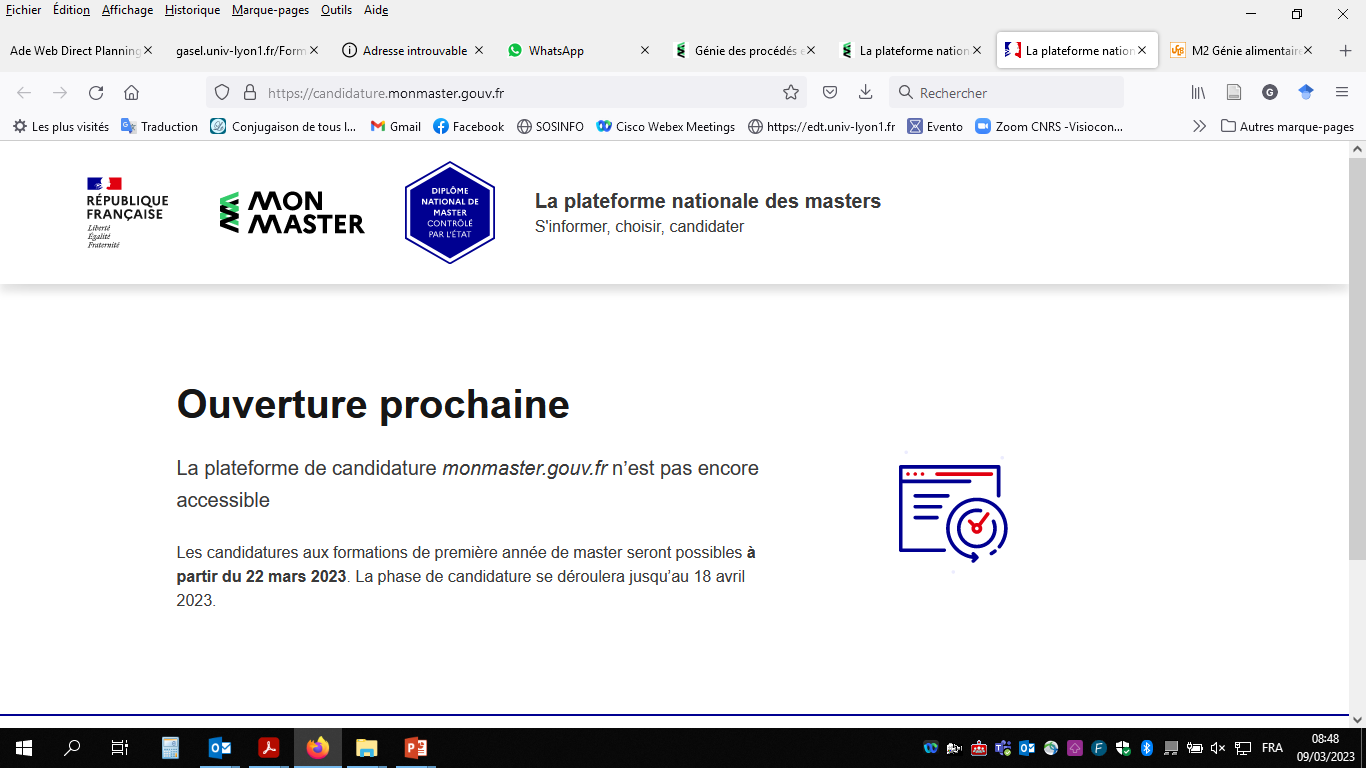 Fichier Édition Affichage Historique Marque-pages Outils Aide
Ade Web Direct Planning gasel.univ-lyon1.fr/Form Adresse introuvable WhatsApp Génie des procédés e La plateforme nation La plateforme nation M2 Génie alimentaire
https://candidature.monmaster.gouv.fr Rechercher
Les plus visités Traduction Conjugaison de tous l... Gmail Facebook SOSINFO Cisco Webex Meetings https://edt.univ-lyon1.fr Evento Zoom CNRS -Visiocon... Autres marque-pages
RÉPUBLIQUE
FRANÇAISE
Liberté
Égalité
Fraternité
MON
MASTER
DIPLÔME
NATIONAL DE
MASTER
CONTRÔLÉ
PAR L'ÉTAT
La plateforme nationale des masters
S'informer, choisir, candidater
Ouverture prochaine
La plateforme de candidature monmaster.gouv.fr n'est pas encore
accessible
Les candidatures aux formations de première année de master seront possibles à
partir du 22 mars 2023. La phase de candidature se déroulera jusqu'au 18 avril
2023.
FRA
08:48
09/03/2023